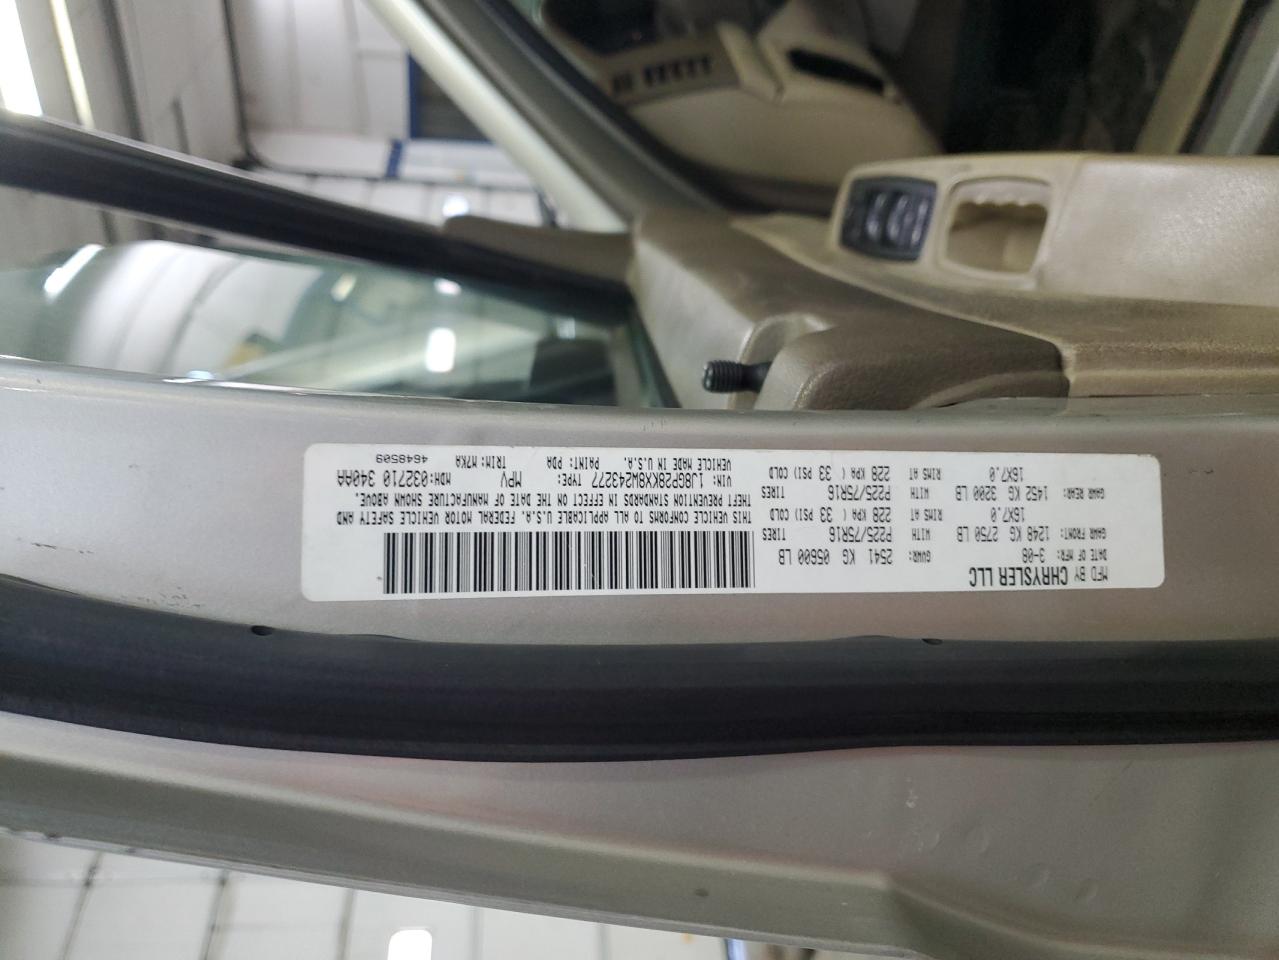 MFD BY CHRYSLER LLC
DATE OF MFR: 3-08 GVWR: 2541 KG 05600 LB
GAWR FRONT: WITH TIRES
1248 KG 2750 LB P225/75R16
RIMS AT COLD
16X7.0 228 KPA ( 33 PSI)
GAWR REAR: WITH TIRES
1452 KG 3200 LB P225/75R16
RIMS AT COLD
16X7.0 228 KPA ( 33 PSI)
THIS VEHICLE CONFORMS TO ALL APPLICABLE U.S.A. FEDERAL MOTOR VEHICLE SAFETY AND
THEFT PREVENTION STANDARDS IN EFFECT ON THE DATE OF MANUFACTURE SHOWN ABOVE.
VIN: 1J8GP28KX8W243277 TYPE: MPV MDH:032710 340AA
VEHICLE MADE IN U.S.A. PAINT: PDA TRIM: M7KA 4648509